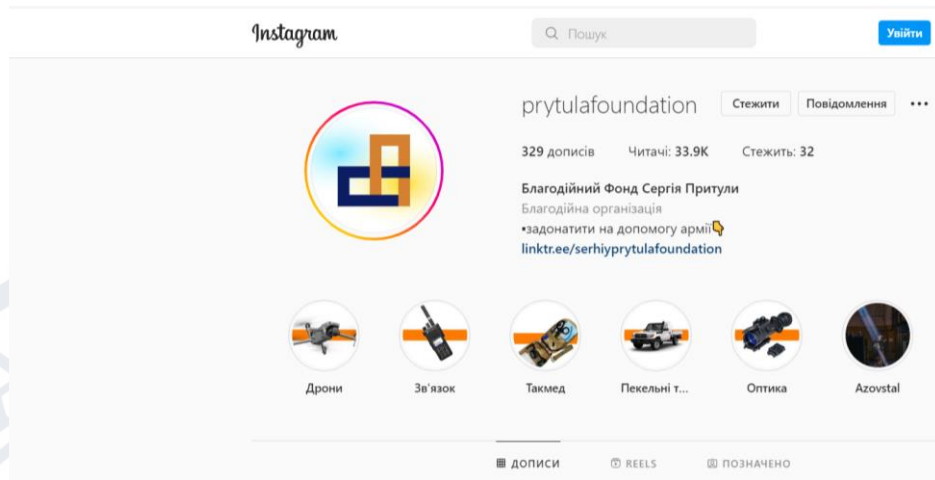 Instagram
Пошук
Увійти
prytulafoundation
Стежити
Повідомлення
329 дописів Читачі: 33.9K Стежить: 32
Благодійний Фонд Сергія Притули
Благодійна організація
▪задонатити на допомогу армії👇
linktr.ee/serhiyprytulafoundation
Дрони Зв'язок Такмед Пекельні т... Оптика Azovstal
ДОПИСИ REELS ПОЗНАЧЕНО